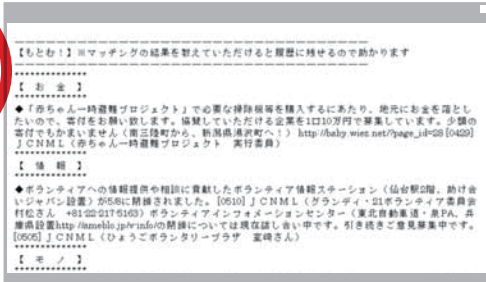 【もとむ!】※マッチングの結果を教えていただけると履歴に残せるので助かります
**************
【 お 金 】
**************
◆「赤ちゃん一時避難プロジェクト」で必要な掃除機等を購入するにあたり、地元にお金を落とし
たいので、寄付をお願い致します。協賛していただける企業を1口10万円で募集しています。少額の
寄付でもかまいません(南三陸町から、新潟県湯沢町へ!) http://baby.wiez.net/?page_id=28 [0429]
JCNML(赤ちゃん一時避難プロジェクト 実行委員)
**************
【 情 報 】
**************
◆ボランティアへの情報提供や相談に貢献したボランティア情報ステーション(仙台駅2階、助け合
いジャパン設置)が5/8に閉鎖されました。[0510] JCNML(グランディ・21ボランティア委員会
村松さん +81-22-217-5163) ボランティアインフォメーションセンター(東北自動車道・泉PA、兵
庫県設置http://ameblo.jp/v-info/の閉鎖については現在話し合い中です。引き続きご意見募集中です。
[0505] JCNML(ひょうごボランタリープラザ 室崎さん)
**************
【 モ ノ 】
**************